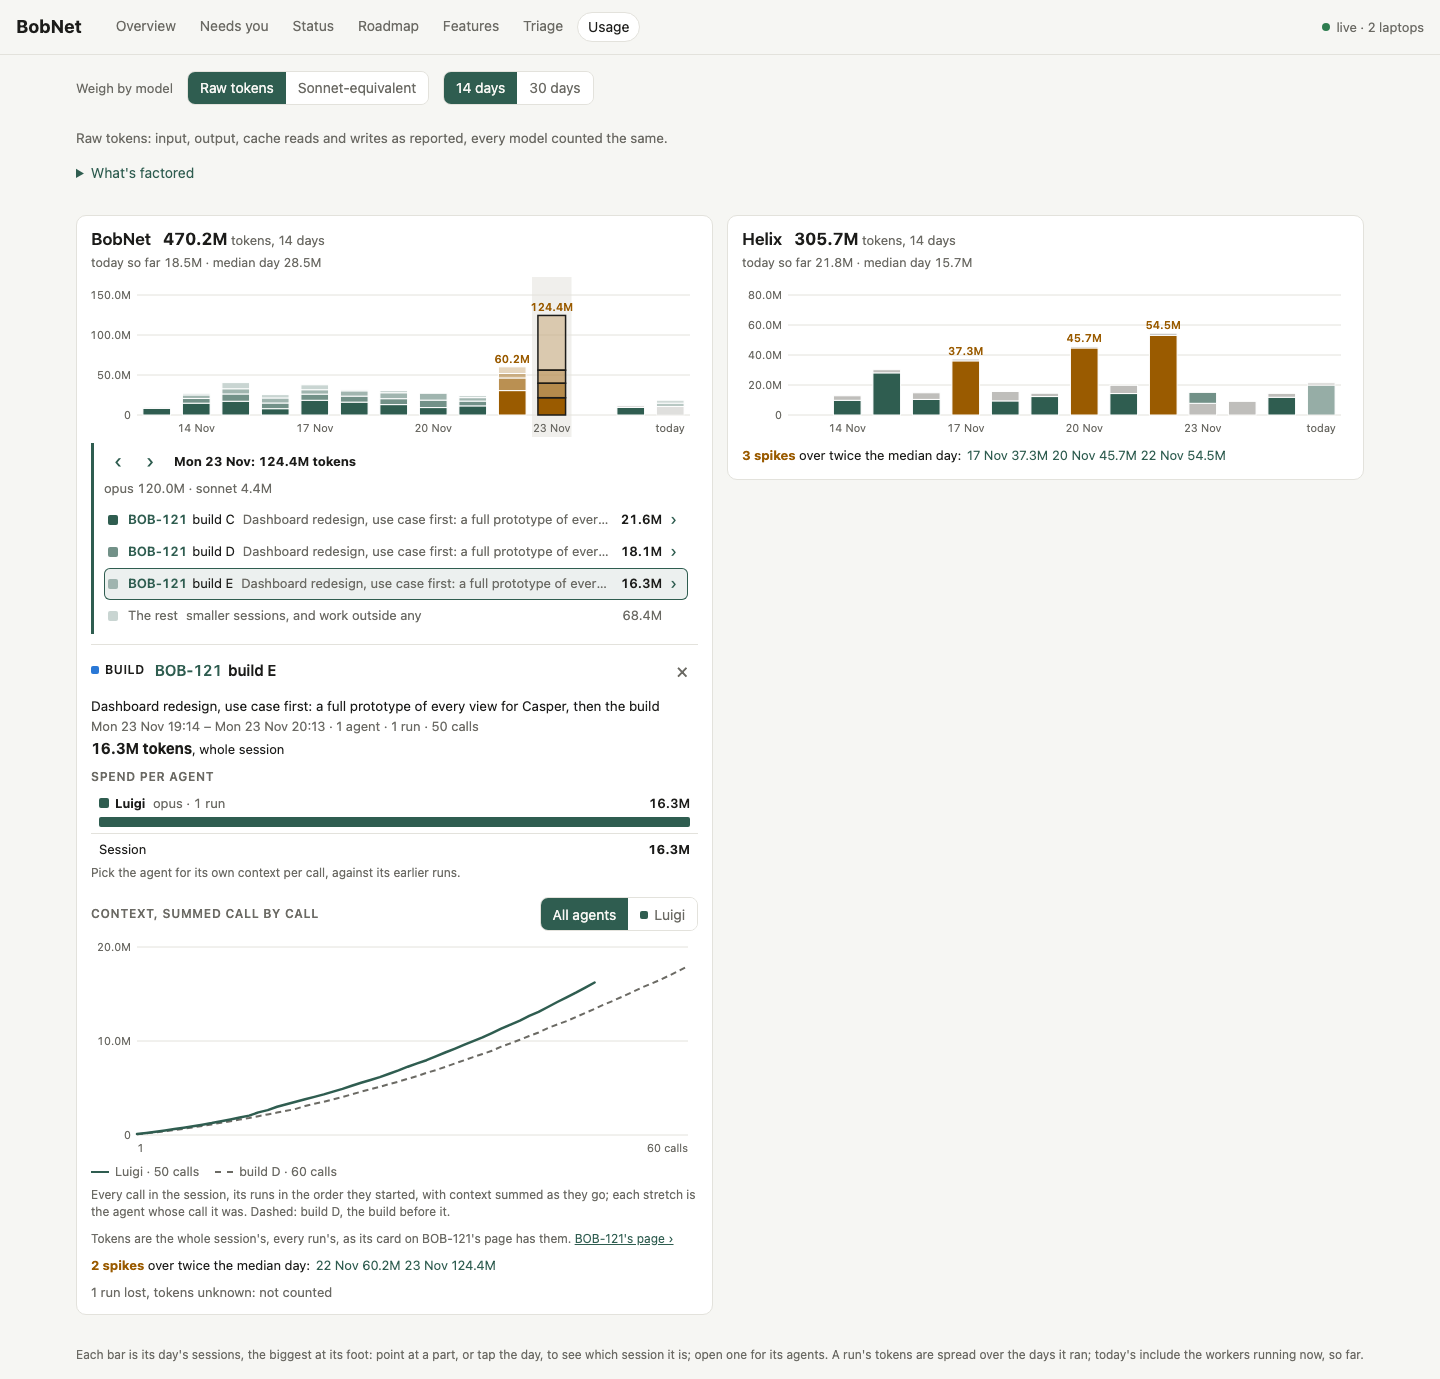 BobNet Overview Needs you Status Roadmap Features Triage Usage live · 2 laptops
Weigh by model Raw tokens Sonnet-equivalent 14 days 30 days
Raw tokens: input, output, cache reads and writes as reported, every model counted the same.
▶ What's factored
BobNet 470.2M tokens, 14 days
today so far 18.5M · median day 28.5M
150.0M
124.4M
100.0M
60.2M
50.0M
0
14 Nov 17 Nov 20 Nov 23 Nov today
‹ › Mon 23 Nov: 124.4M tokens
opus 120.0M · sonnet 4.4M
BOB-121 build C Dashboard redesign, use case first: a full prototype of ever… 21.6M ›
BOB-121 build D Dashboard redesign, use case first: a full prototype of ever… 18.1M ›
BOB-121 build E Dashboard redesign, use case first: a full prototype of ever… 16.3M ›
The rest smaller sessions, and work outside any 68.4M
BUILD BOB-121 build E ×
Dashboard redesign, use case first: a full prototype of every view for Casper, then the build
Mon 23 Nov 19:14 – Mon 23 Nov 20:13 · 1 agent · 1 run · 50 calls
16.3M tokens, whole session
SPEND PER AGENT
Luigi opus · 1 run 16.3M
Session 16.3M
Pick the agent for its own context per call, against its earlier runs.
CONTEXT, SUMMED CALL BY CALL All agents Luigi
20.0M
10.0M
0
1 60 calls
Luigi · 50 calls build D · 60 calls
Every call in the session, its runs in the order they started, with context summed as they go; each stretch is
the agent whose call it was. Dashed: build D, the build before it.
Tokens are the whole session's, every run's, as its card on BOB-121's page has them. BOB-121's page ›
2 spikes over twice the median day: 22 Nov 60.2M 23 Nov 124.4M
1 run lost, tokens unknown: not counted
Helix 305.7M tokens, 14 days
today so far 21.8M · median day 15.7M
80.0M
60.0M
54.5M
45.7M
40.0M
37.3M
20.0M
0
14 Nov 17 Nov 20 Nov 23 Nov today
3 spikes over twice the median day: 17 Nov 37.3M 20 Nov 45.7M 22 Nov 54.5M
Each bar is its day's sessions, the biggest at its foot: point at a part, or tap the day, to see which session it is; open one for its agents. A run's tokens are spread over the days it ran; today's include the workers running now, so far.